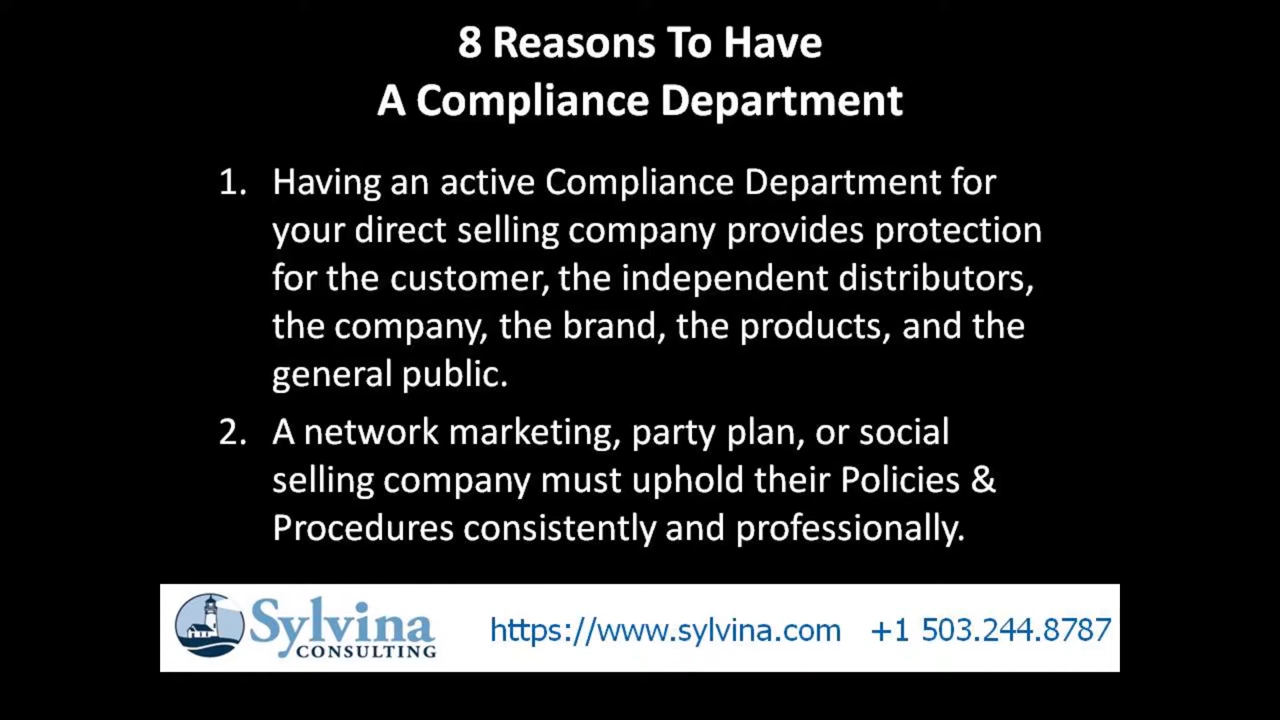 8 Reasons To Have
A Compliance Department
1. Having an active Compliance Department for
your direct selling company provides protection
for the customer, the independent distributors,
the company, the brand, the products, and the
general public.
2. A network marketing, party plan, or social
selling company must uphold their Policies &
Procedures consistently and professionally.
Sylvina
CONSULTING
https://www.sylvina.com +1 503.244.8787